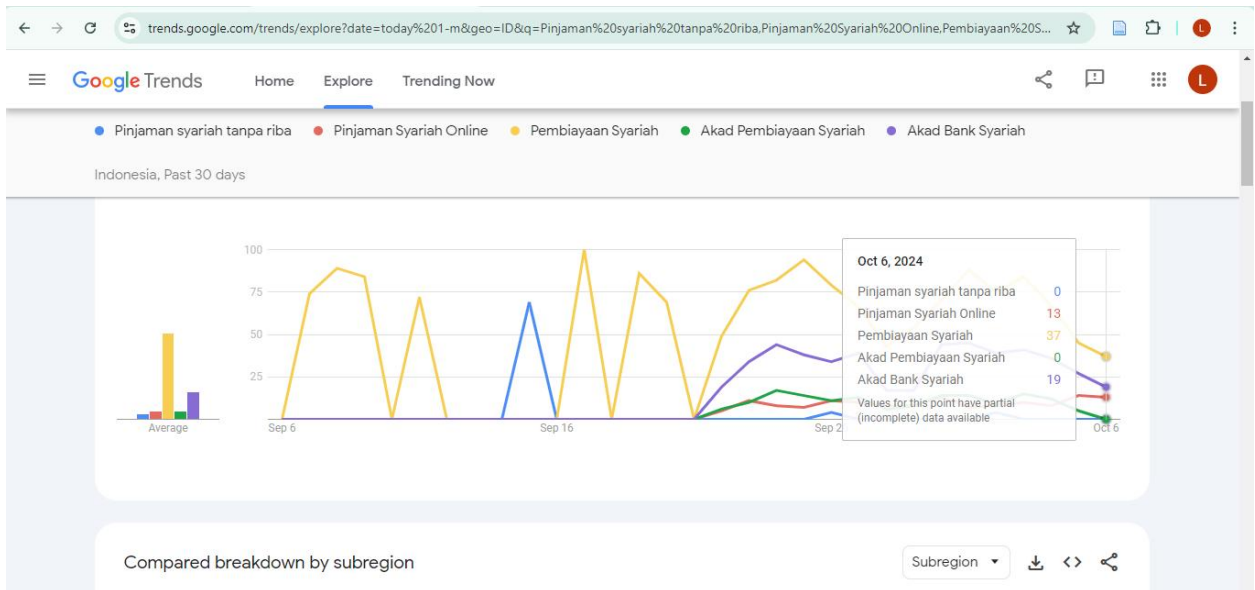 trends.google.com/trends/explore?date=today%201-m&geo=ID&q=Pinjaman%20syariah%20tanpa%20riba,Pinjaman%20Syariah%20Online,Pembiayaan%20S...
L
Google Trends Home Explore Trending Now
L
Pinjaman syariah tanpa riba Pinjaman Syariah Online Pembiayaan Syariah Akad Pembiayaan Syariah Akad Bank Syariah
Indonesia, Past 30 days
100
75
50
25
Average
Sep 6
Sep 16
Sep 2
Oct 6
Oct 6, 2024
Pinjaman syariah tanpa riba 0
Pinjaman Syariah Online 13
Pembiayaan Syariah 37
Akad Pembiayaan Syariah 0
Akad Bank Syariah 19
Values for this point have partial
(incomplete) data available
Compared breakdown by subregion
Subregion